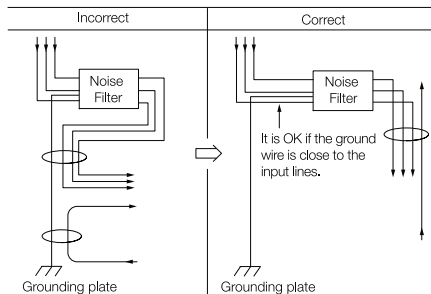 Incorrect
Correct
Noise
Filter
Grounding plate
Noise
Filter
It is OK if the ground
wire is close to the
input lines.
Grounding plate